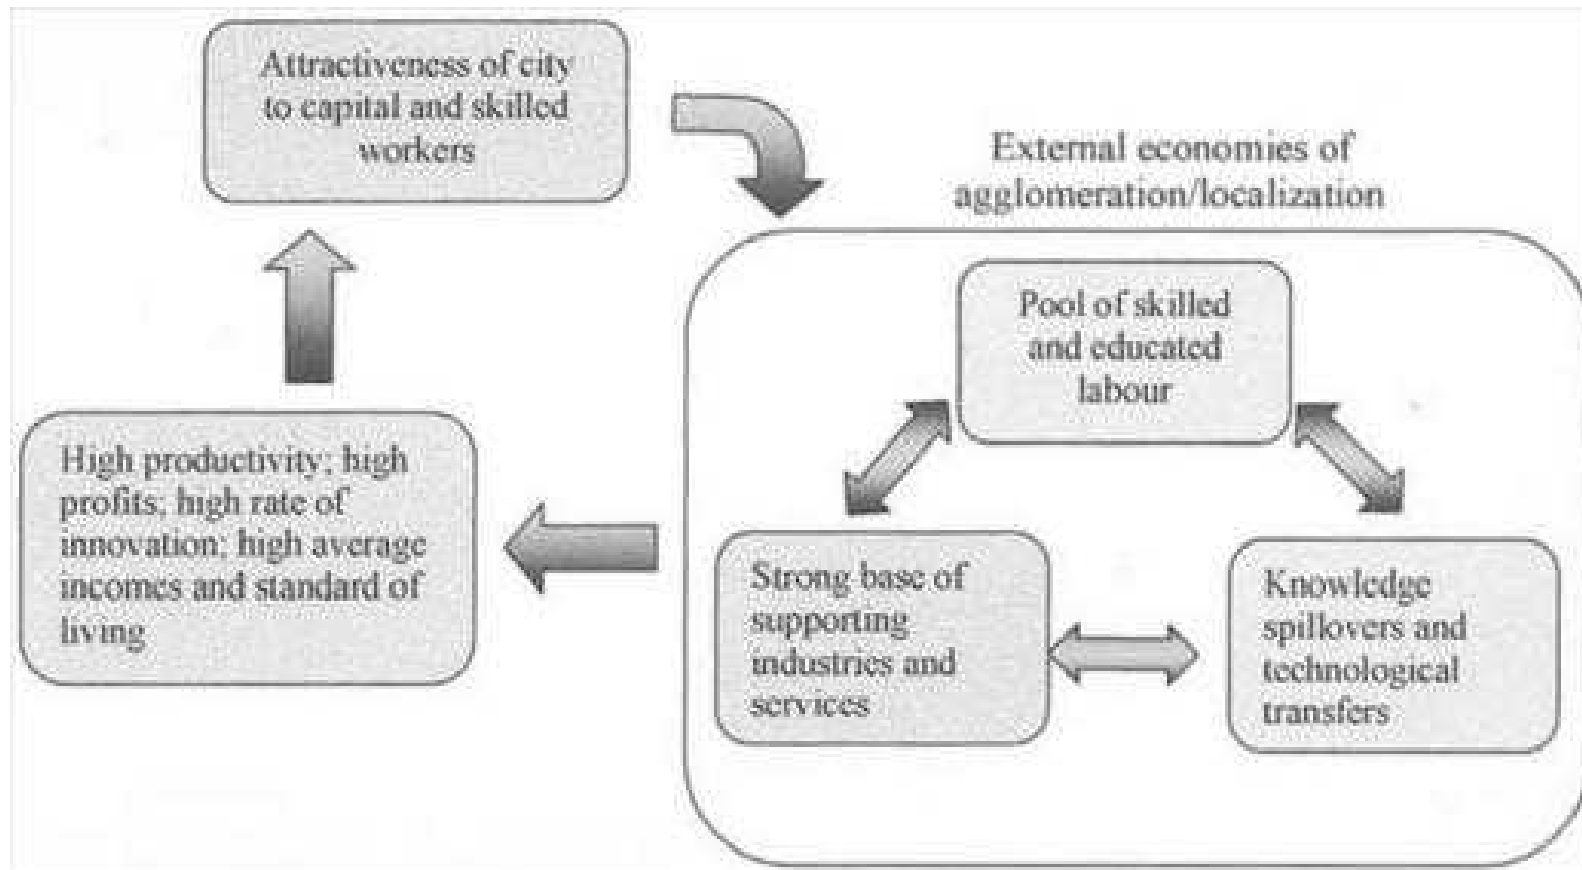 Attractiveness of city
to capital and skilled
workers
External economies of
agglomeration/localization
Pool of skilled
and educated
labour
High productivity; high
profits; high rate of
innovation; high average
incomes and standard of
living
Strong base of
supporting
industries and
services
Knowledge
spillovers and
technological
transfers